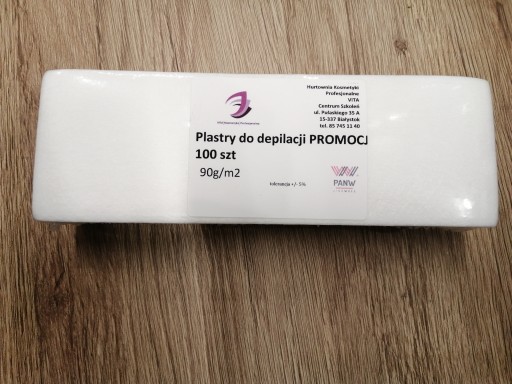 Hurtownia Kosmetyki
Profesjonalnej
VITA
Centrum Szkoleń
ul. Pułaskiego 35 A
15-337 Białystok
tel. 85 745 11 40
Plastry do depilacji PROMOCJ
100 szt
90g/m2
tolerancja +/- 5%
PANW